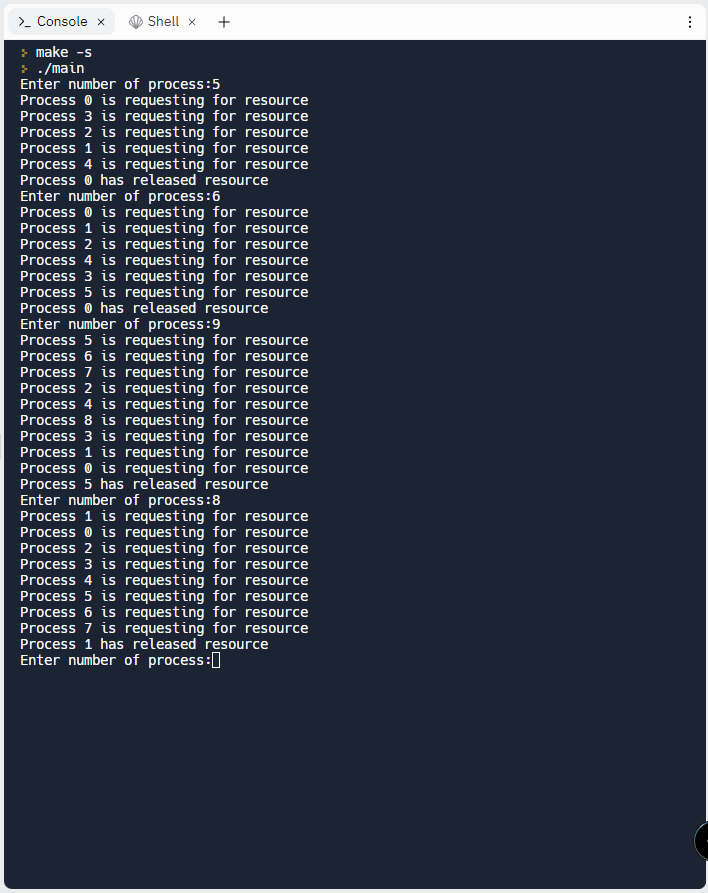 Console
Shell
make -s
./main
Enter number of process:5
Process 0 is requesting for resource
Process 3 is requesting for resource
Process 2 is requesting for resource
Process 1 is requesting for resource
Process 4 is requesting for resource
Process 0 has released resource
Enter number of process:6
Process 0 is requesting for resource
Process 1 is requesting for resource
Process 2 is requesting for resource
Process 4 is requesting for resource
Process 3 is requesting for resource
Process 5 is requesting for resource
Process 0 has released resource
Enter number of process:9
Process 5 is requesting for resource
Process 6 is requesting for resource
Process 7 is requesting for resource
Process 2 is requesting for resource
Process 4 is requesting for resource
Process 8 is requesting for resource
Process 3 is requesting for resource
Process 1 is requesting for resource
Process 0 is requesting for resource
Process 5 has released resource
Enter number of process:8
Process 1 is requesting for resource
Process 0 is requesting for resource
Process 2 is requesting for resource
Process 3 is requesting for resource
Process 4 is requesting for resource
Process 5 is requesting for resource
Process 6 is requesting for resource
Process 7 is requesting for resource
Process 1 has released resource
Enter number of process: